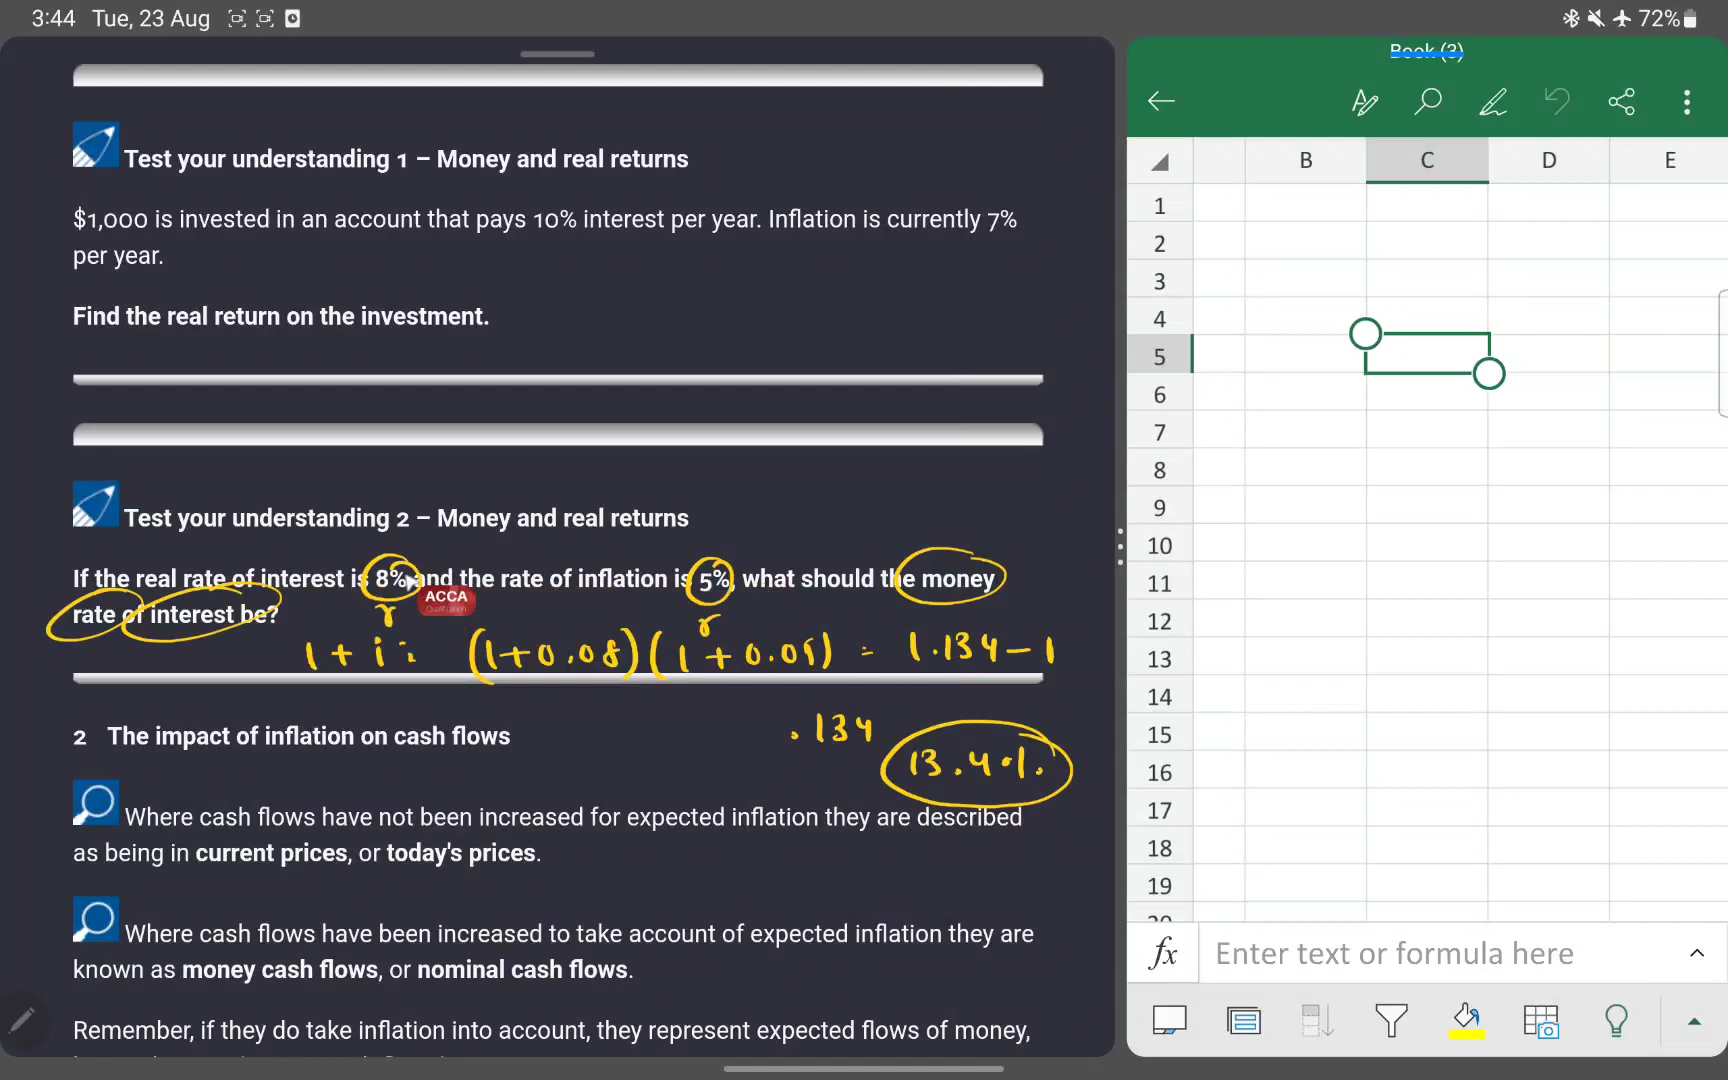 3:44 Tue, 23 Aug 72%
Book (3)
Test your understanding 1 – Money and real returns
$1,000 is invested in an account that pays 10% interest per year. Inflation is currently 7%
per year.
Find the real return on the investment.
Test your understanding 2 – Money and real returns
If the real rate of interest is 8% and the rate of inflation is 5%, what should the money
ACCA
rate of interest be?
r r
1 + i = (1+0.08) (1+0.05) = 1.134 - 1
.134
13.4%.
2 The impact of inflation on cash flows
Where cash flows have not been increased for expected inflation they are described
as being in current prices, or today's prices.
Where cash flows have been increased to take account of expected inflation they are
known as money cash flows, or nominal cash flows.
Remember, if they do take inflation into account, they represent expected flows of money,
B C D E
1
2
3
4
5
6
7
8
9
10
11
12
13
14
15
16
17
18
19
fx Enter text or formula here